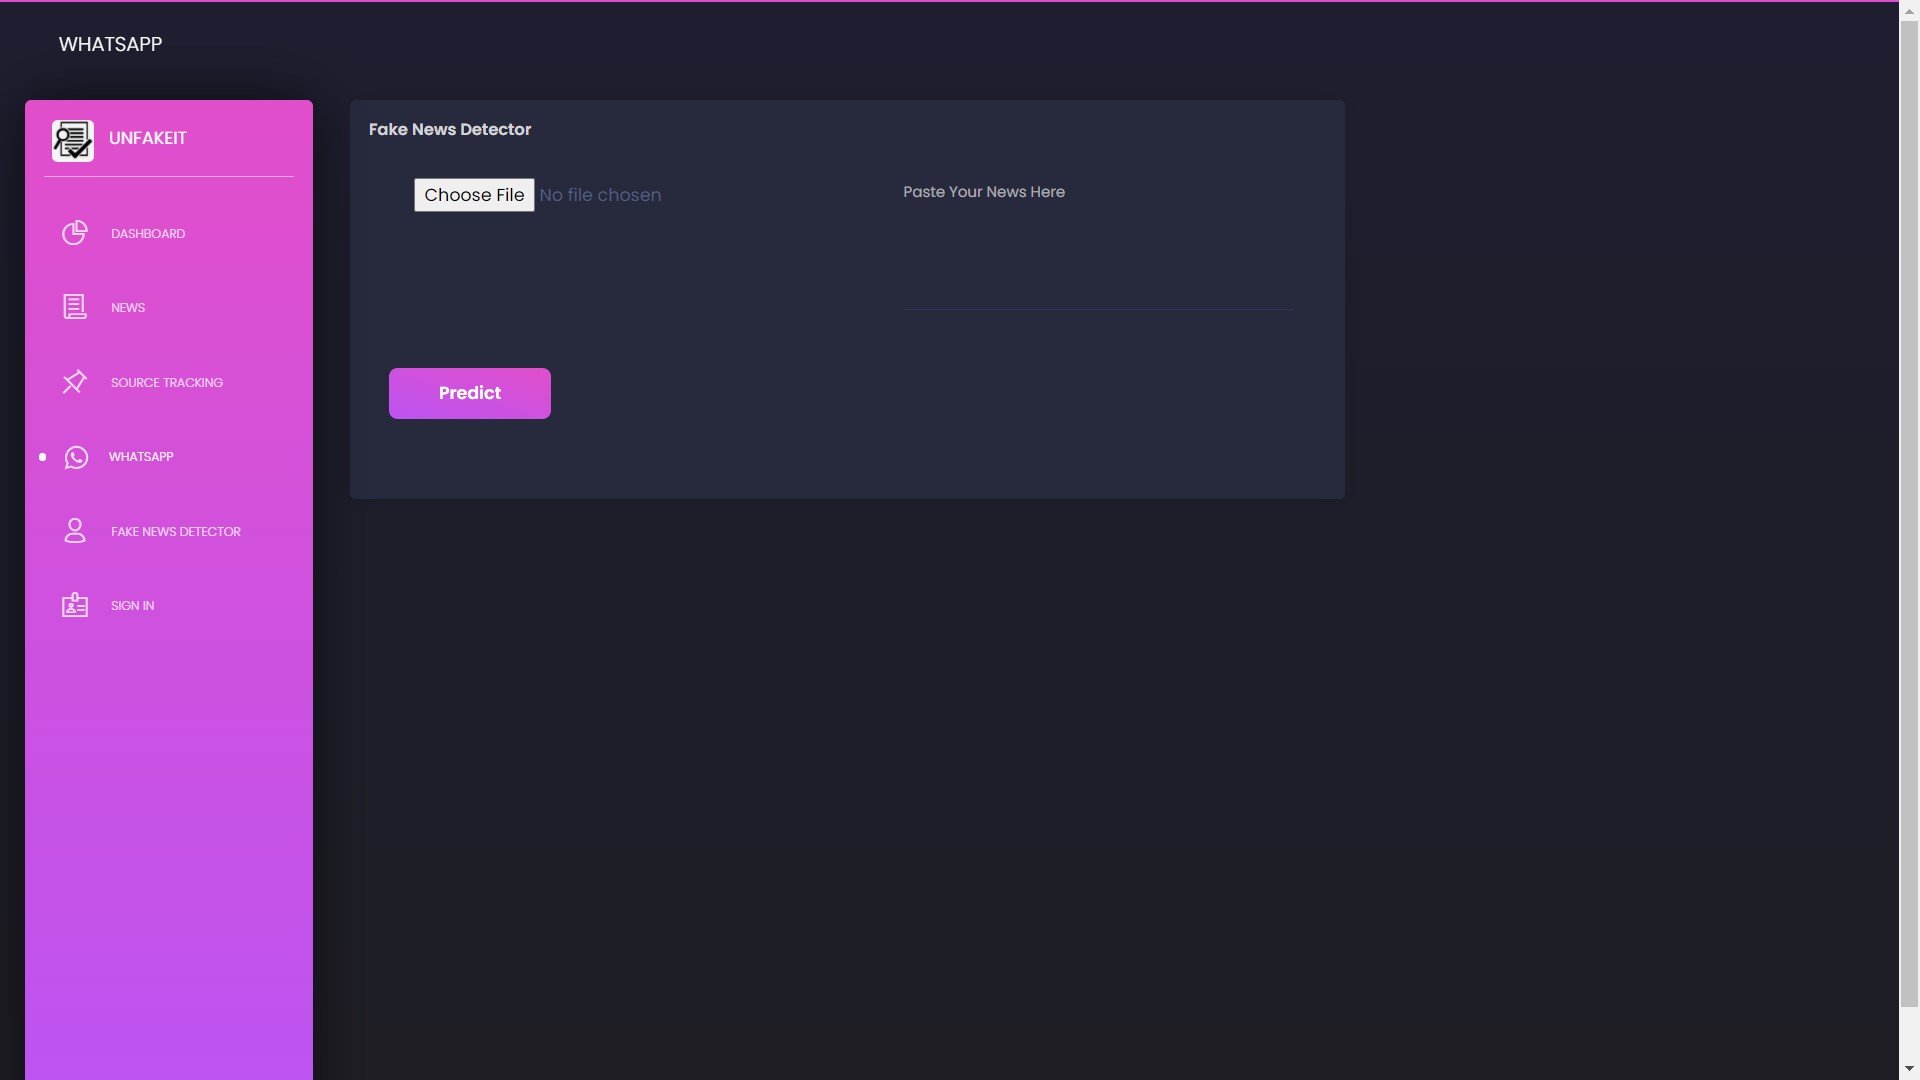 WHATSAPP
UNFAKEIT
DASHBOARD
NEWS
SOURCE TRACKING
WHATSAPP
FAKE NEWS DETECTOR
SIGN IN
Fake News Detector
Choose File No file chosen
Paste Your News Here
Predict